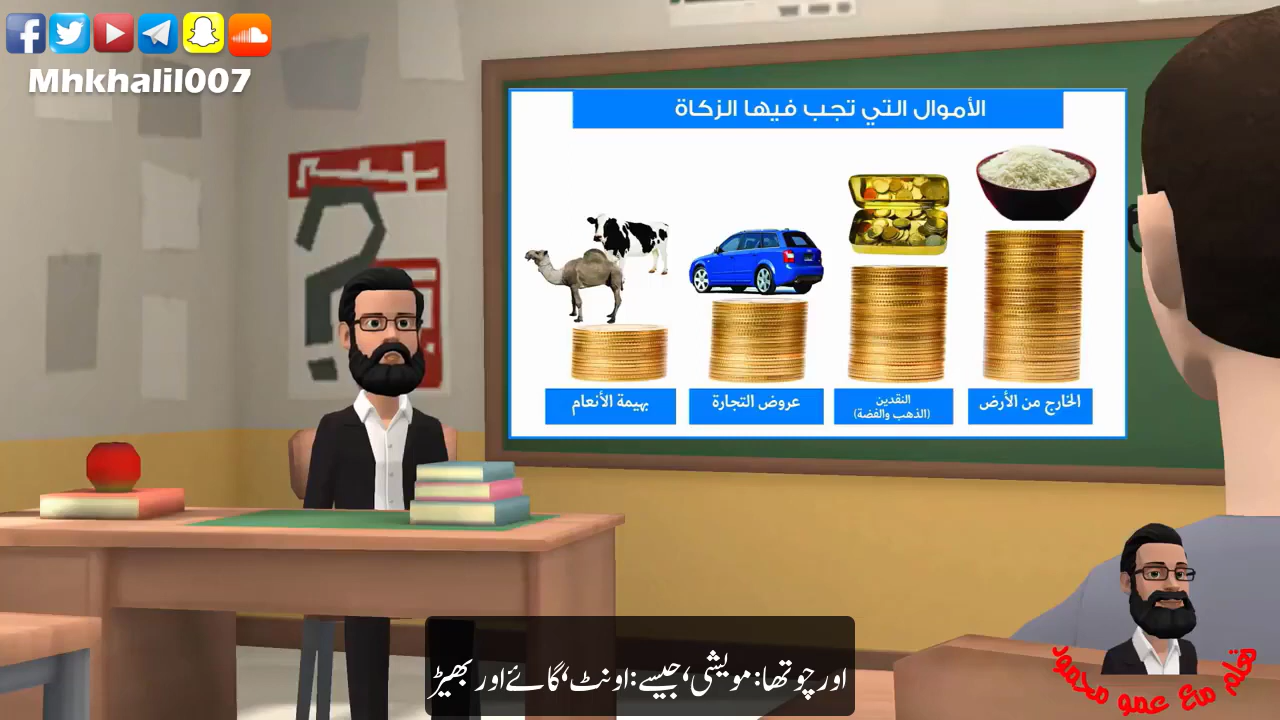 Mhkhalil007
الأموال التي تجب فيها الزكاة
الخارج من الأرض
النقدين
(الذهب والفضة)
عروض التجارة
بهيمة الأنعام
اور چوتھا: مویشی، جیسے: اونٹ، گائے اور بھیڑ
تعلم مع عمو محمود